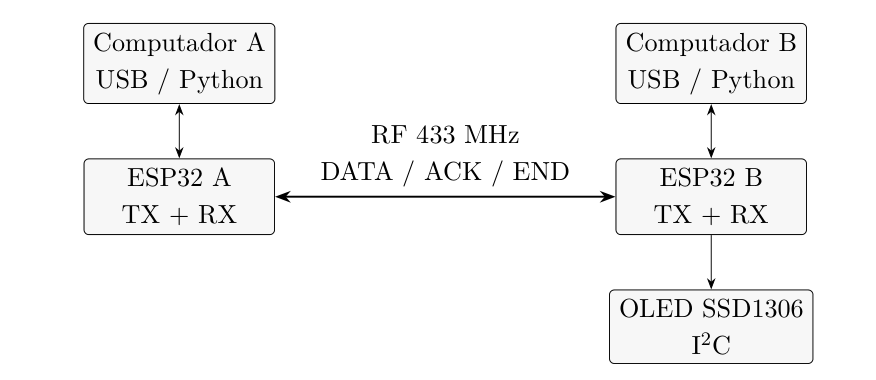 Computador A
USB / Python
Computador B
USB / Python
RF 433 MHz
DATA / ACK / END
ESP32 A
TX + RX
ESP32 B
TX + RX
OLED SSD1306
I²C